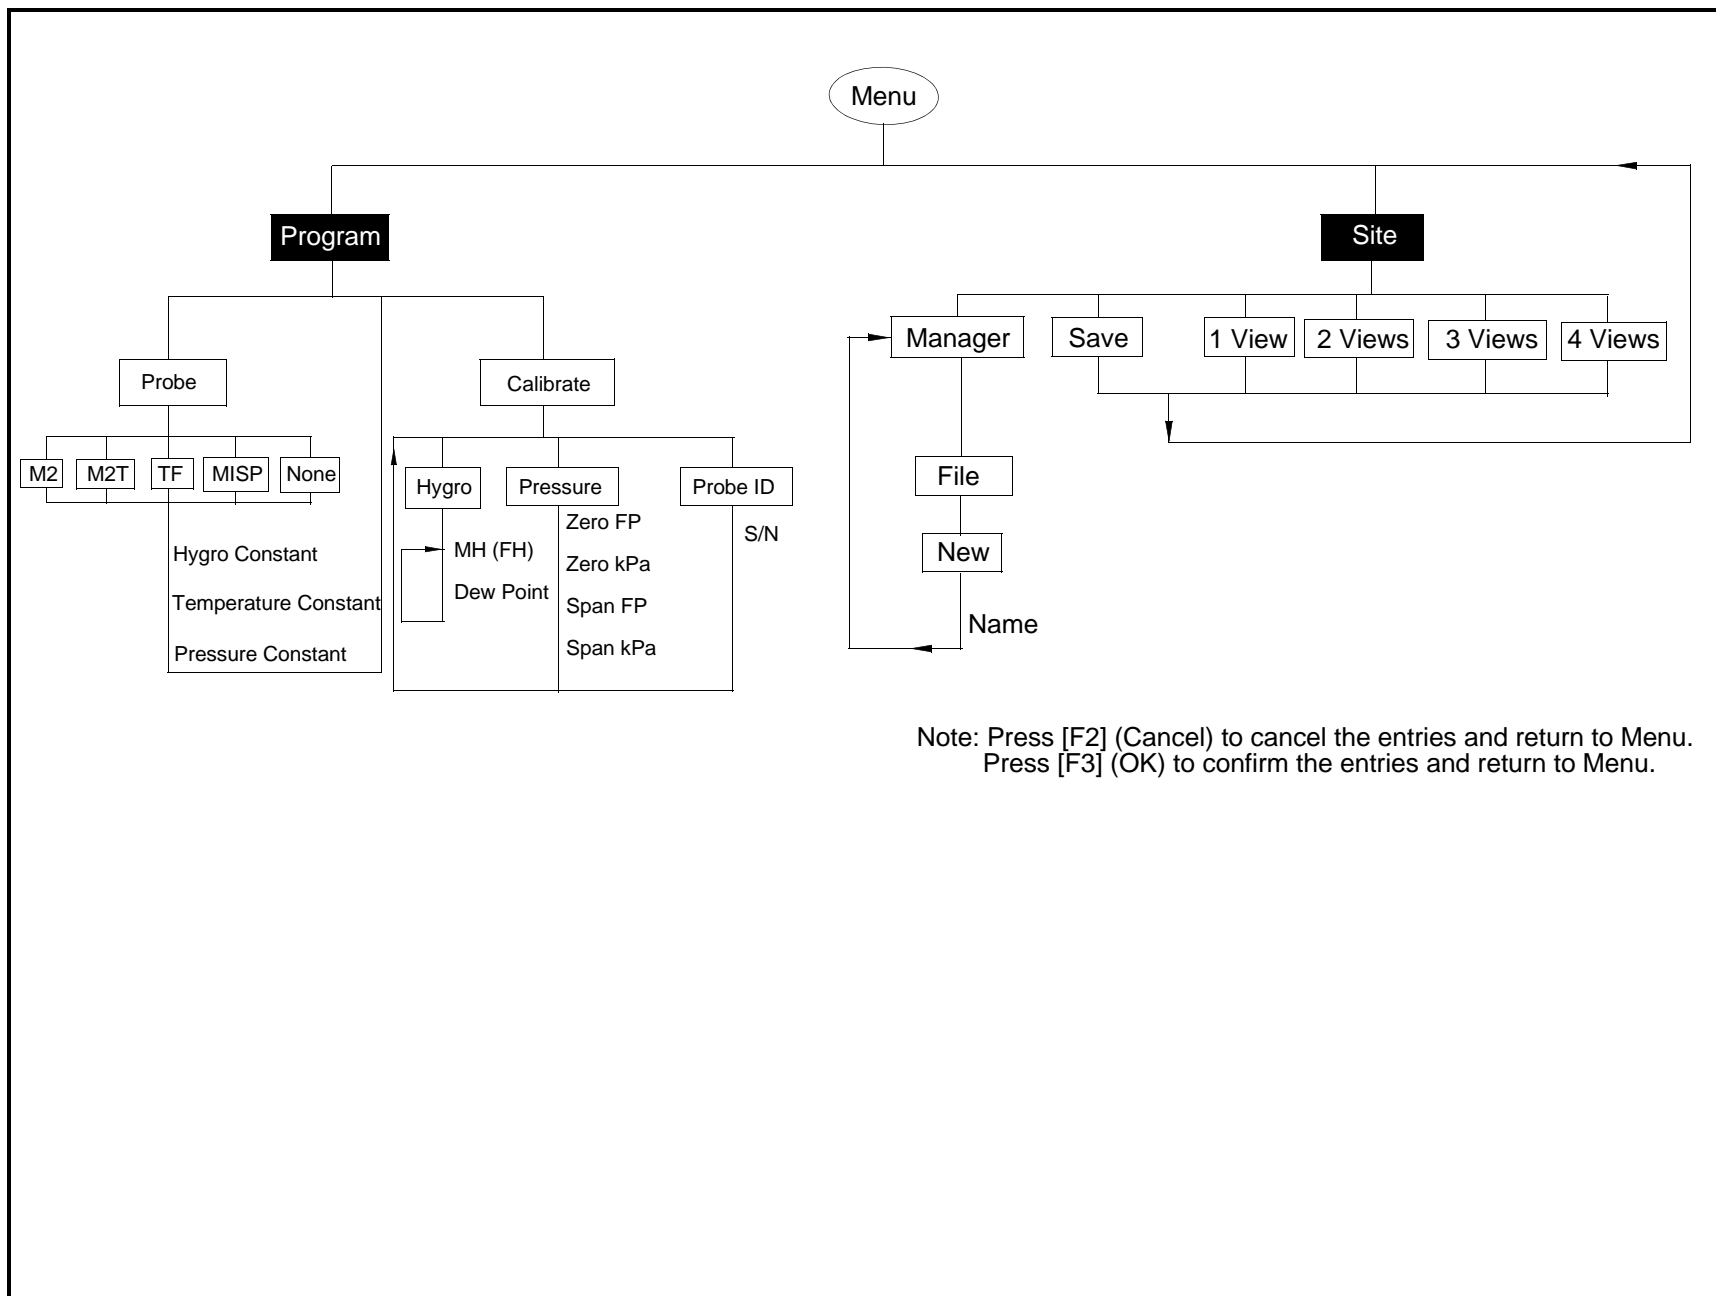 Menu
Program
Site
Manager
Save
1 View
2 Views
3 Views
4 Views
Probe
Calibrate
M2
M2T
TF
MISP
None
Hygro
Pressure
Probe ID
File
Hygro Constant
Temperature Constant
Pressure Constant
MH (FH)
Dew Point
Zero FP
Zero kPa
Span FP
Span kPa
S/N
New
Name
Note: Press [F2] (Cancel) to cancel the entries and return to Menu.
Press [F3] (OK) to confirm the entries and return to Menu.